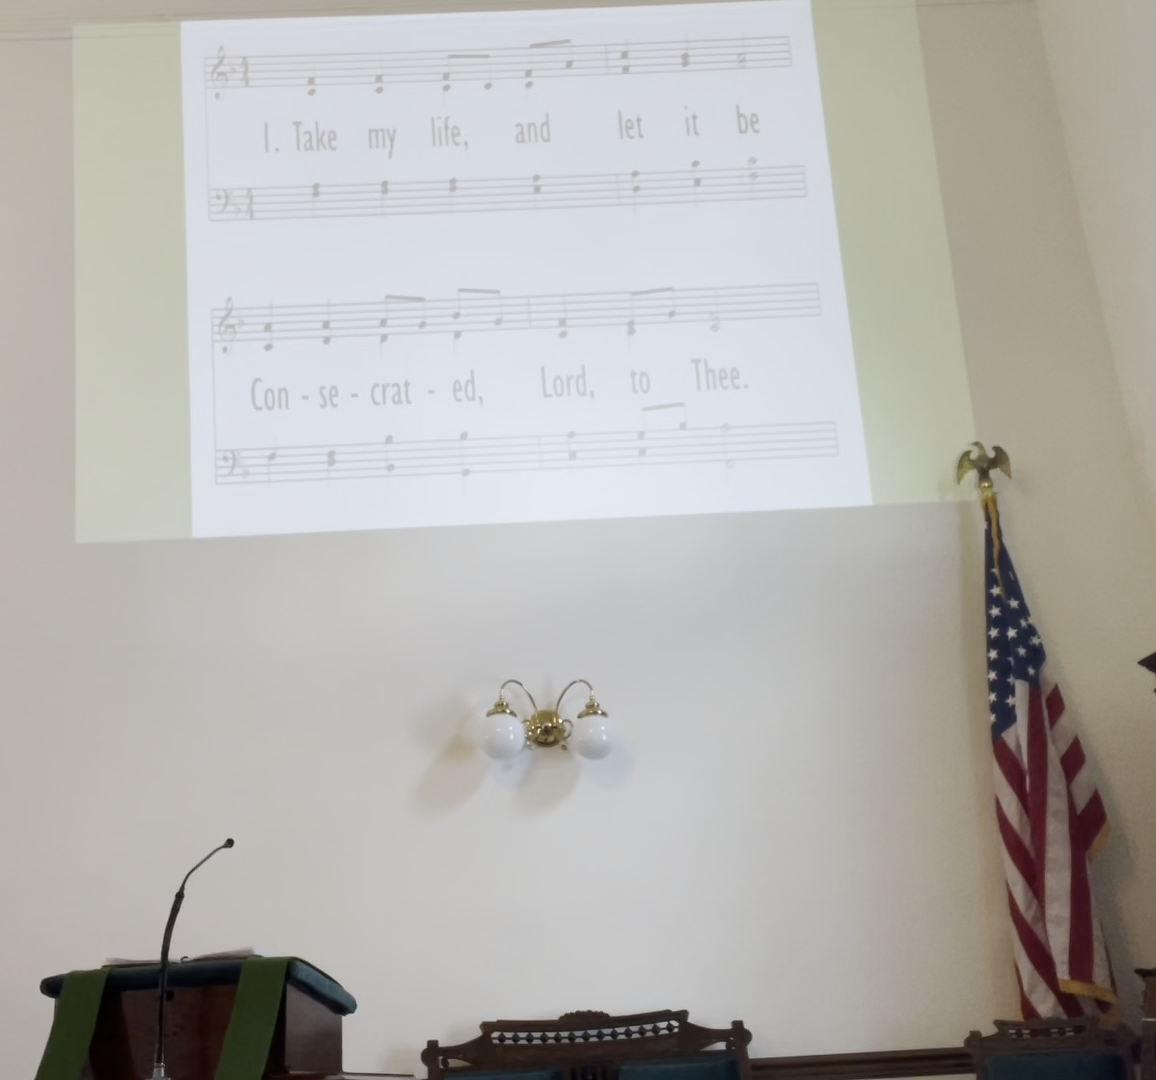 1. Take my life, and let it be
Con - se - crat - ed, Lord, to Thee.